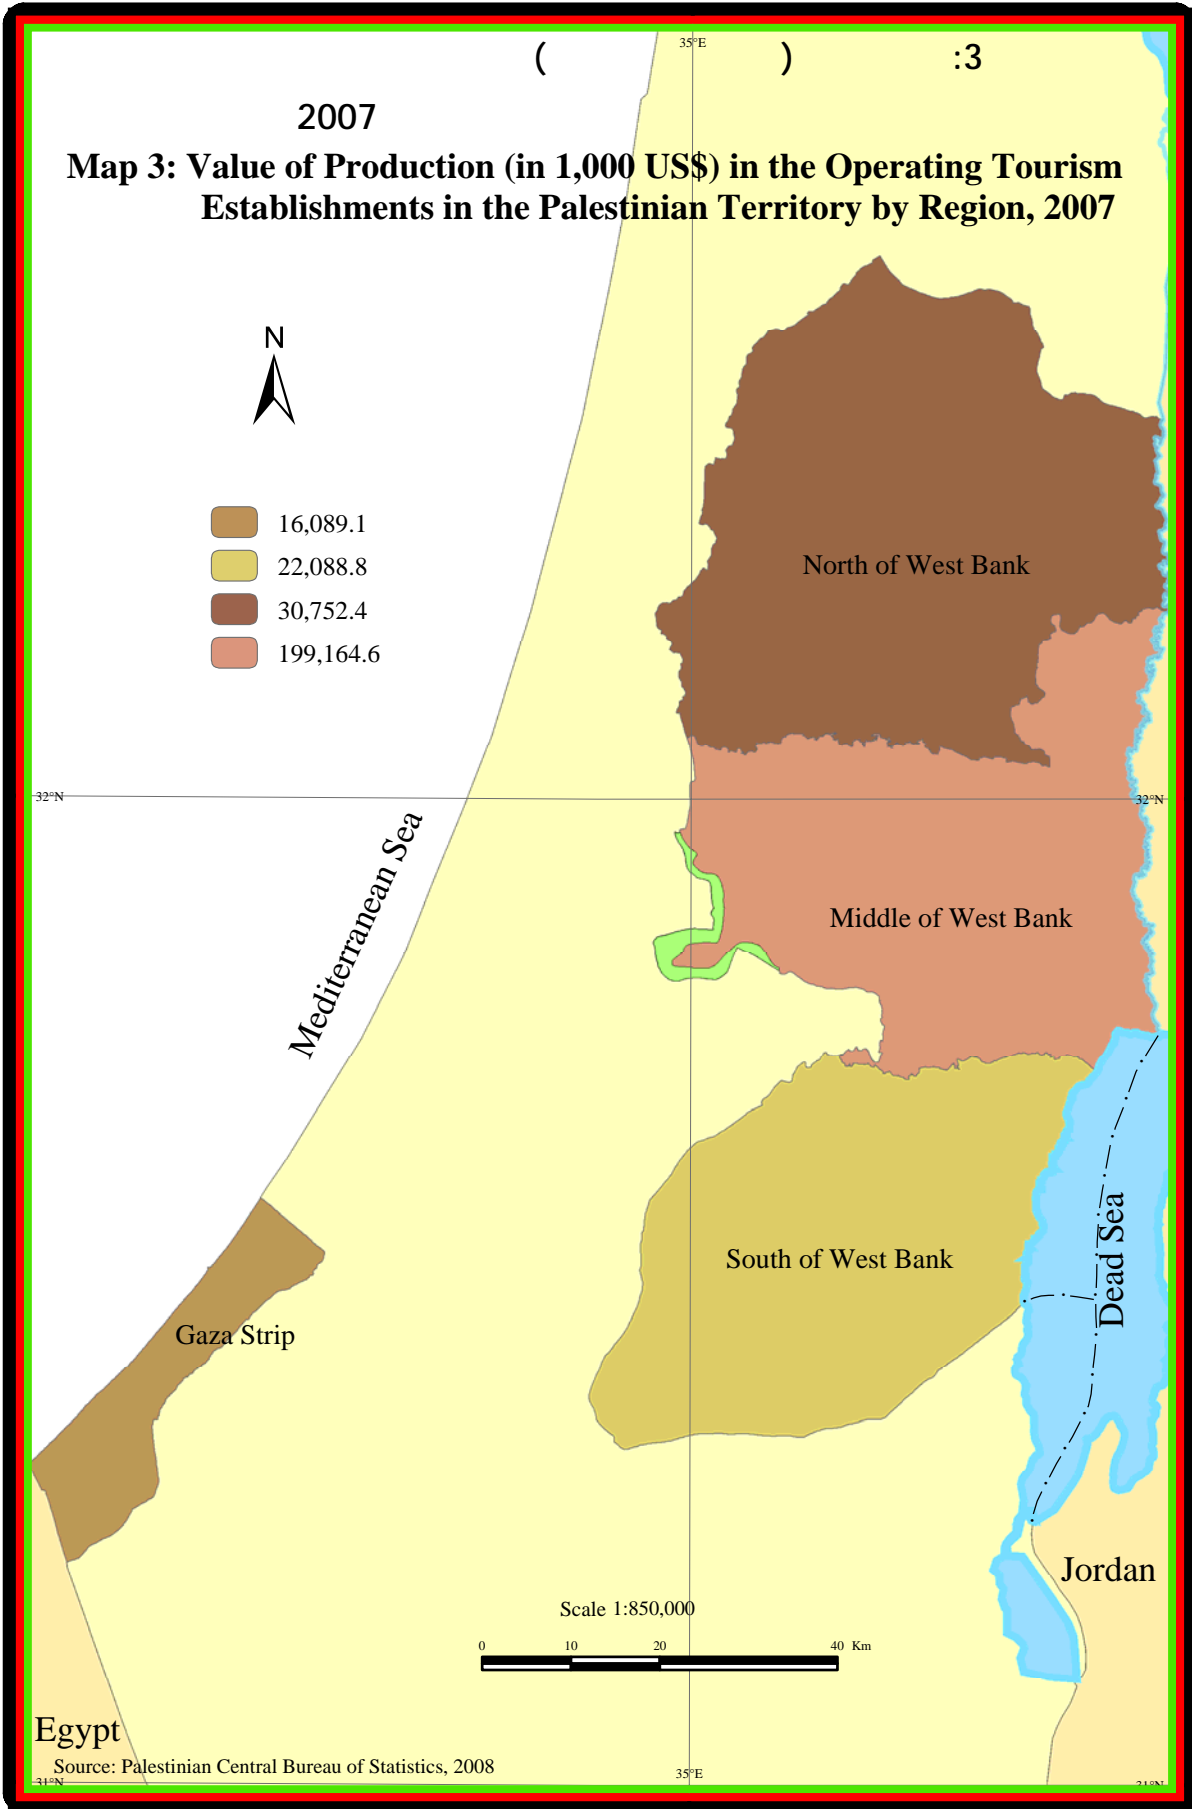 35°E
( ) :3
2007
Map 3: Value of Production (in 1,000 US$) in the Operating Tourism
Establishments in the Palestinian Territory by Region, 2007
N
16,089.1
22,088.8
30,752.4
199,164.6
North of West Bank
32°N
32°N
Mediterranean Sea
Middle of West Bank
South of West Bank
Dead Sea
Gaza Strip
Jordan
Scale 1:850,000
0 10 20 40 Km
Egypt
Source: Palestinian Central Bureau of Statistics, 2008
35°E
31°N
31°N